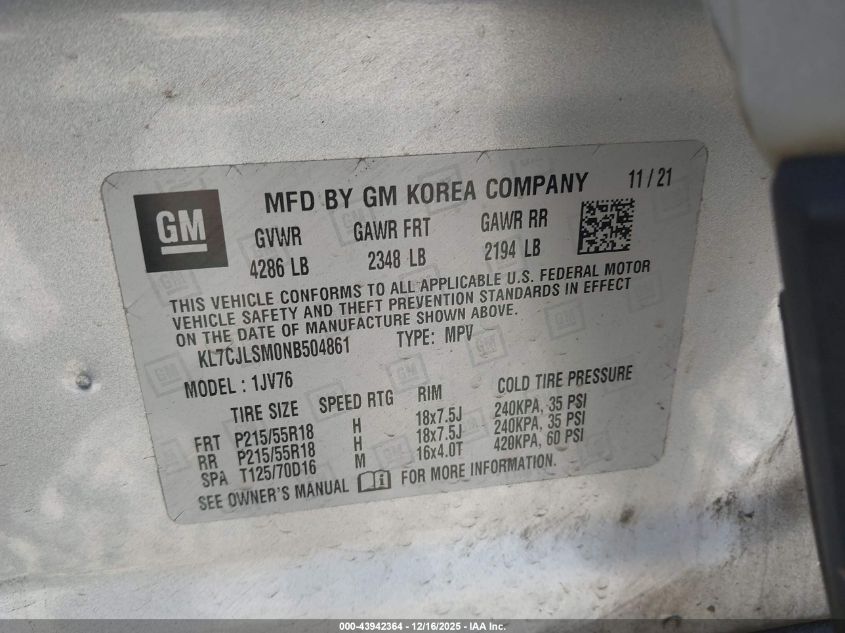 GM
MFD BY GM KOREA COMPANY 11/21
GVWR GAWR FRT GAWR RR
4286 LB 2348 LB 2194 LB
THIS VEHICLE CONFORMS TO ALL APPLICABLE U.S. FEDERAL MOTOR
VEHICLE SAFETY AND THEFT PREVENTION STANDARDS IN EFFECT
ON THE DATE OF MANUFACTURE SHOWN ABOVE.
KL7CJLSM0NB504861 TYPE: MPV
MODEL : 1JV76
TIRE SIZE SPEED RTG RIM COLD TIRE PRESSURE
FRT P215/55R18 H 18x7.5J 240KPA, 35 PSI
RR P215/55R18 H 18x7.5J 240KPA, 35 PSI
SPA T125/70D16 M 16x4.0T 420KPA, 60 PSI
SEE OWNER'S MANUAL FOR MORE INFORMATION.
000-43942364 - 12/16/2025 - IAA Inc.